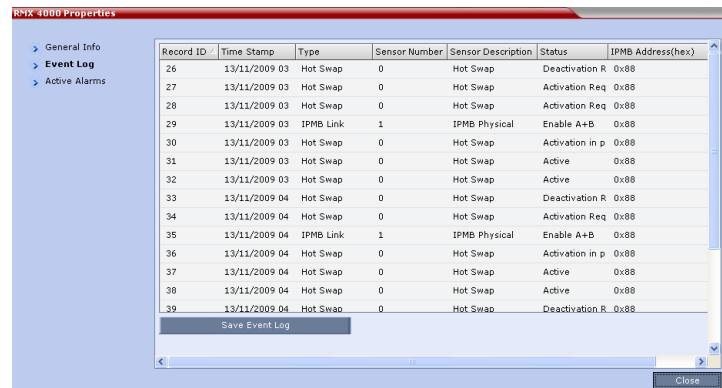 RMX 4000 Properties
General Info
Event Log
Active Alarms
Record ID Time Stamp Type Sensor Number Sensor Description Status IPMB Address(hex)
26 13/11/2009 03 Hot Swap 0 Hot Swap Deactivation R 0x88
27 13/11/2009 03 Hot Swap 0 Hot Swap Activation Req 0x88
28 13/11/2009 03 Hot Swap 0 Hot Swap Activation Req 0x88
29 13/11/2009 03 IPMB Link 1 IPMB Physical Enable A+B 0x88
30 13/11/2009 03 Hot Swap 0 Hot Swap Activation in p 0x88
31 13/11/2009 03 Hot Swap 0 Hot Swap Active 0x88
32 13/11/2009 03 Hot Swap 0 Hot Swap Active 0x88
33 13/11/2009 04 Hot Swap 0 Hot Swap Deactivation R 0x88
34 13/11/2009 04 Hot Swap 0 Hot Swap Activation Req 0x88
35 13/11/2009 04 IPMB Link 1 IPMB Physical Enable A+B 0x88
36 13/11/2009 04 Hot Swap 0 Hot Swap Activation in p 0x88
37 13/11/2009 04 Hot Swap 0 Hot Swap Active 0x88
38 13/11/2009 04 Hot Swap 0 Hot Swap Active 0x88
39 13/11/2009 04 Hot Swap 0 Hot Swap Deactivation R 0x88
Save Event Log
Close